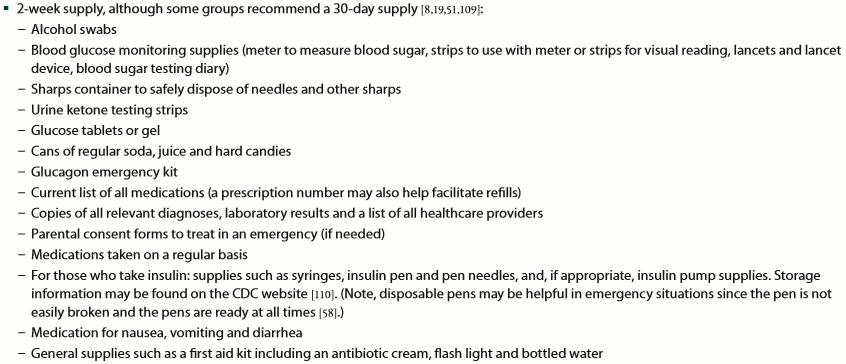 ▪ 2-week supply, although some groups recommend a 30-day supply [8,19,51,109]:
– Alcohol swabs
– Blood glucose monitoring supplies (meter to measure blood sugar, strips to use with meter or strips for visual reading, lancets and lancet
device, blood sugar testing diary)
– Sharps container to safely dispose of needles and other sharps
– Urine ketone testing strips
– Glucose tablets or gel
– Cans of regular soda, juice and hard candies
– Glucagon emergency kit
– Current list of all medications (a prescription number may also help facilitate refills)
– Copies of all relevant diagnoses, laboratory results and a list of all healthcare providers
– Parental consent forms to treat in an emergency (if needed)
– Medications taken on a regular basis
– For those who take insulin: supplies such as syringes, insulin pen and pen needles, and, if appropriate, insulin pump supplies. Storage
information may be found on the CDC website [110]. (Note, disposable pens may be helpful in emergency situations since the pen is not
easily broken and the pens are ready at all times [58].)
– Medication for nausea, vomiting and diarrhea
– General supplies such as a first aid kit including an antibiotic cream, flash light and bottled water